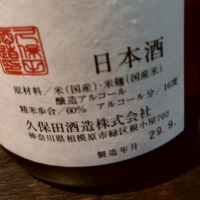 日本酒
原材料/米(国産)・米麹(国産米)
醸造アルコール
精米歩合/60% アルコール分/16度
久保田酒造株式会社
神奈川県相模原市緑区根小屋702
製造年月 29.9.